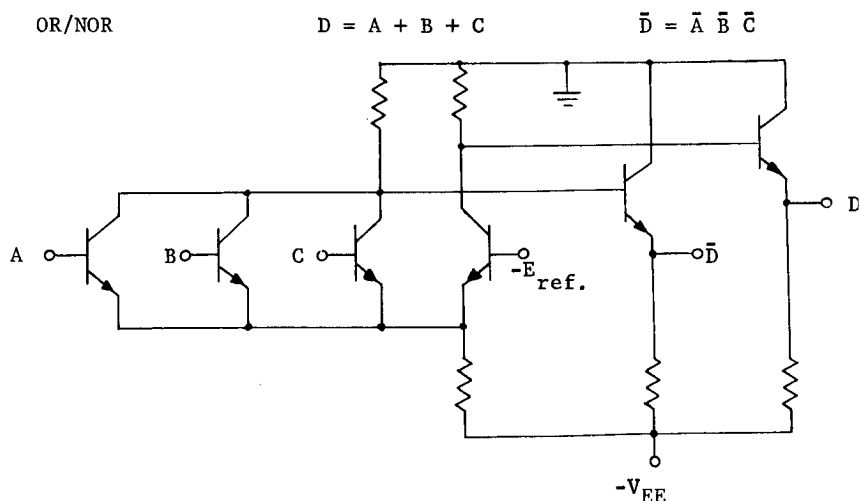 OR/NOR D = A + B + C D̄ = Ā B̄ C̄
D
A B C -E_ref. D̄
-V_EE